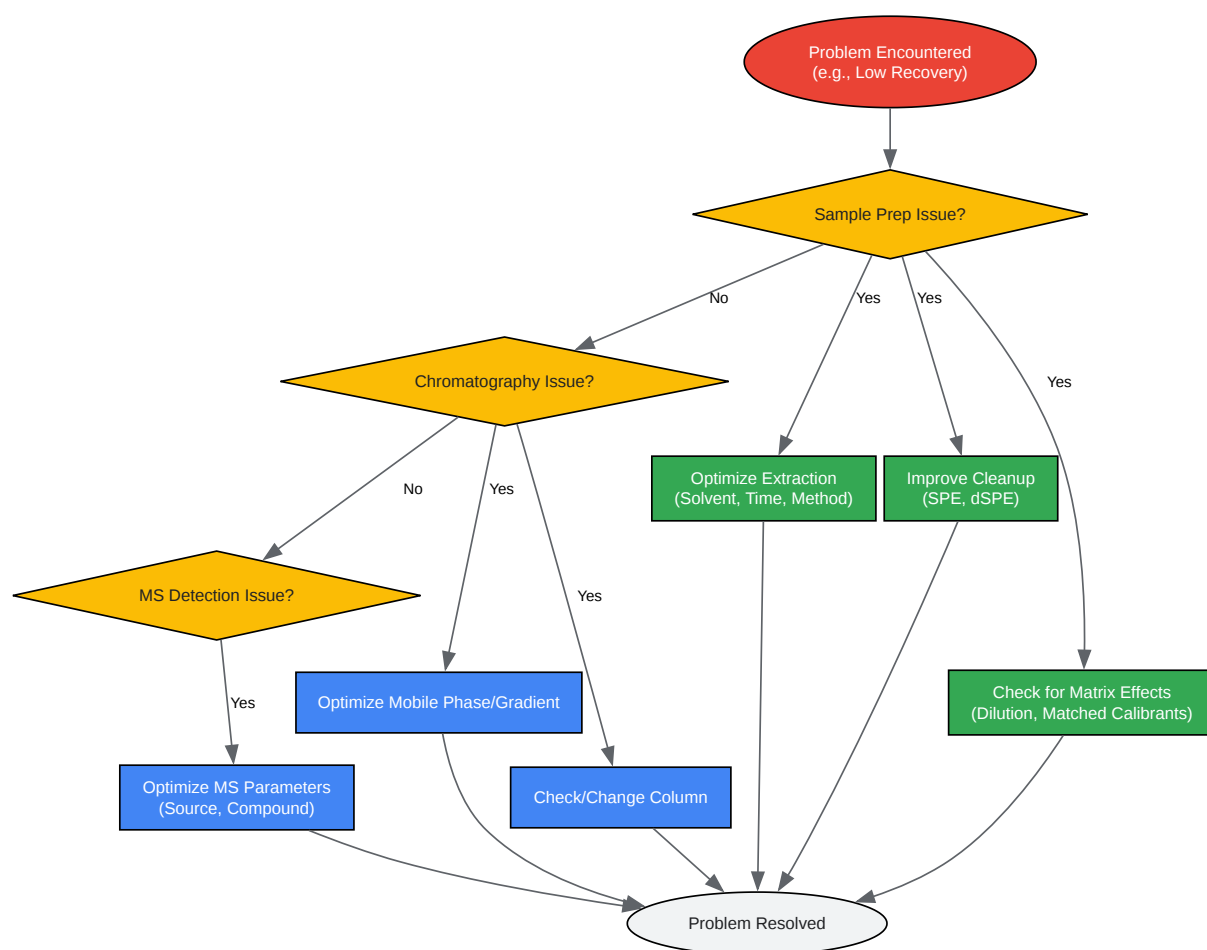 Problem Encountered
(e.g., Low Recovery)
Sample Prep Issue?
No
Yes
Yes
Yes
Chromatography Issue?
Optimize Extraction
(Solvent, Time, Method)
Improve Cleanup
(SPE, dSPE)
No
Yes
Yes
MS Detection Issue?
Yes
Optimize Mobile Phase/Gradient
Check for Matrix Effects
(Dilution, Matched Calibrants)
Optimize MS Parameters
(Source, Compound)
Check/Change Column
Problem Resolved